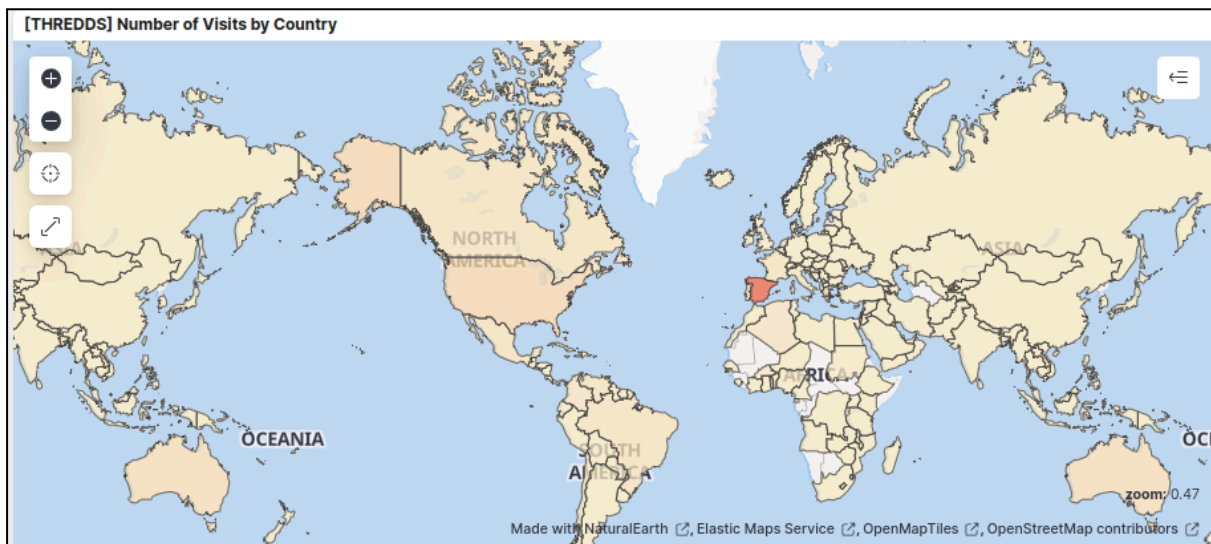 [THREDDS] Number of Visits by Country
NORTH
AMERICA
ASIA
AFRICA
OCEANIA
SOUTH
AMERICA
zoom: 0.47
Made with NaturalEarth, Elastic Maps Service, OpenMapTiles, OpenStreetMap contributors